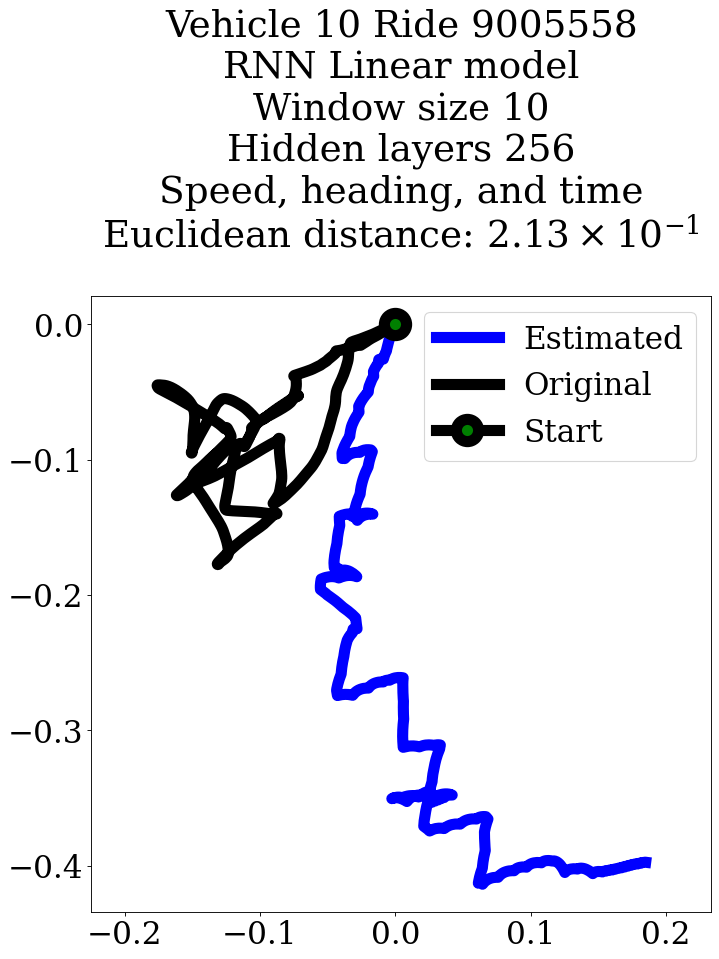 Vehicle 10 Ride 9005558
RNN Linear model
Window size 10
Hidden layers 256
Speed, heading, and time
Euclidean distance: 2.13 × 10⁻¹
Estimated
Original
Start
0.0
−0.1
−0.2
−0.3
−0.4
−0.2 −0.1 0.0 0.1 0.2